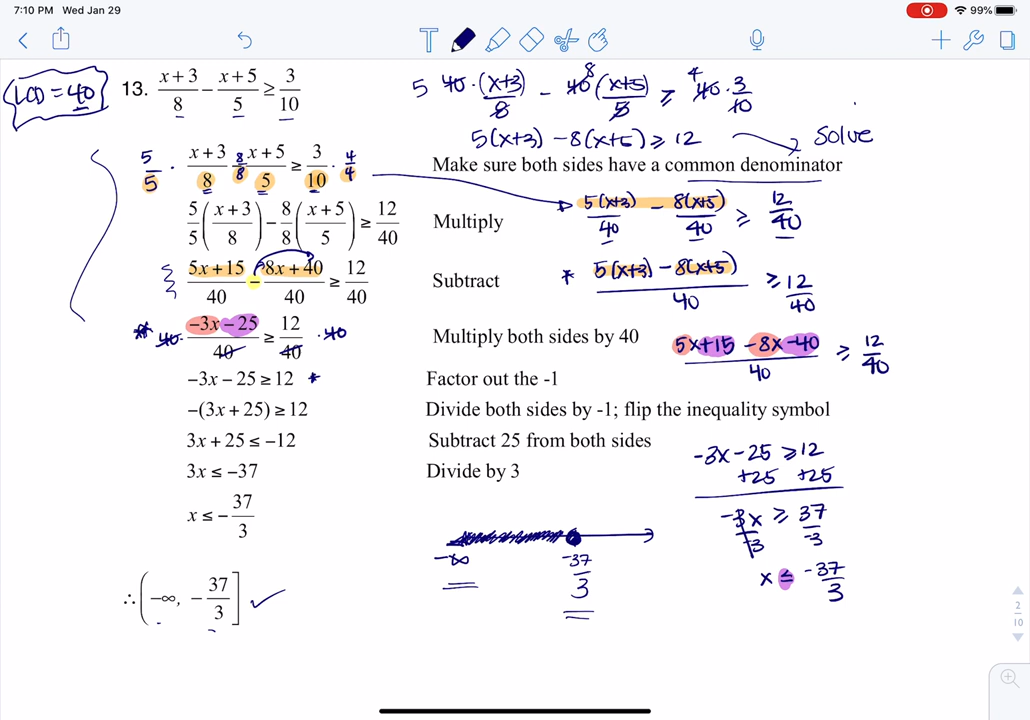 7:10 PM Wed Jan 29
99%
T
LCD = 40
13. (x+3)/8 − (x+5)/5 ≥ 3/10
5 40 · (x+3)/8 − 40 8 (x+5)/5 ≥ 4 40 · 3/10
5(x+3) − 8(x+5) ≥ 12
Solve
5/5 · (x+3)/8 8/8 (x+5)/5 ≥ 3/10 · 4/4
Make sure both sides have a common denominator
5/5 ((x+3)/8) − 8/8 ((x+5)/5) ≥ 12/40
Multiply
5(x+3)/40 − 8(x+5)/40 ≥ 12/40
(5x+15)/40 − (8x+40)/40 ≥ 12/40
Subtract
* (5(x+3) − 8(x+5))/40 ≥ 12/40
40 · (−3x−25)/40 ≥ 12/40 · 40
Multiply both sides by 40
(5x+15 −8x−40)/40 ≥ 12/40
−3x − 25 ≥ 12 *
Factor out the -1
−(3x + 25) ≥ 12
Divide both sides by -1; flip the inequality symbol
3x + 25 ≤ −12
Subtract 25 from both sides
3x ≤ −37
Divide by 3
x ≤ − 37/3
−3x − 25 ≥ 12
+25 +25
−3x/−3 ≥ 37/−3
x ≤ −37/3
−∞ −37/3
∴ (−∞, − 37/3]
2
10